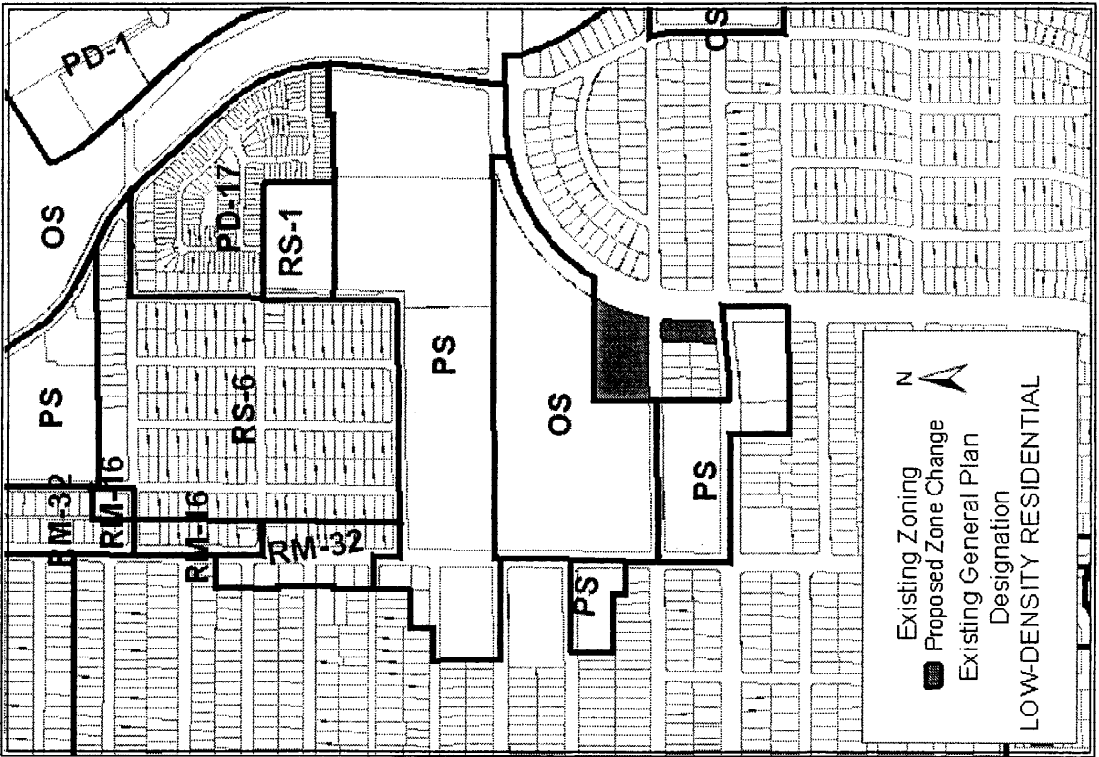 PD-1
OS
PS
RM-32
RM-16
PD-17
RS-1
RS-6
RM-16
RM-32
PS
OS
OS
PS
PS
N
Existing Zoning
Proposed Zone Change
Existing General Plan
Designation
LOW-DENSITY RESIDENTIAL